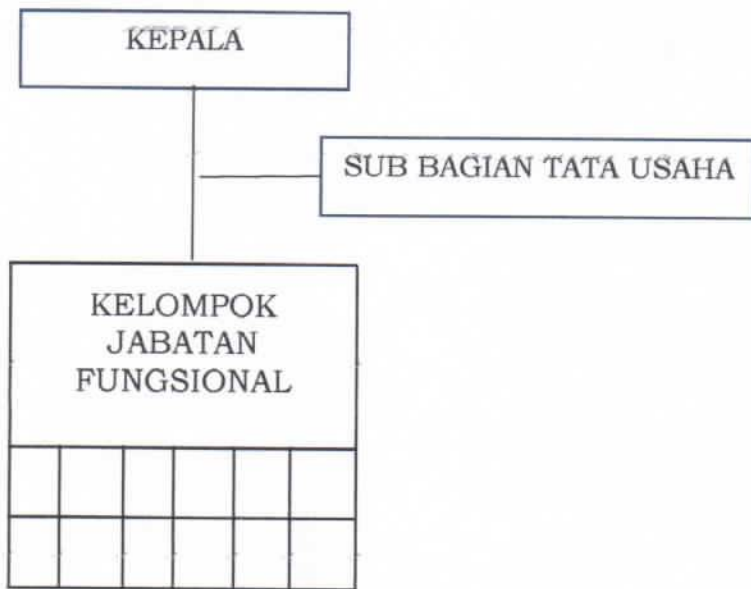 KEPALA
SUB BAGIAN TATA USAHA
KELOMPOK
JABATAN
FUNGSIONAL